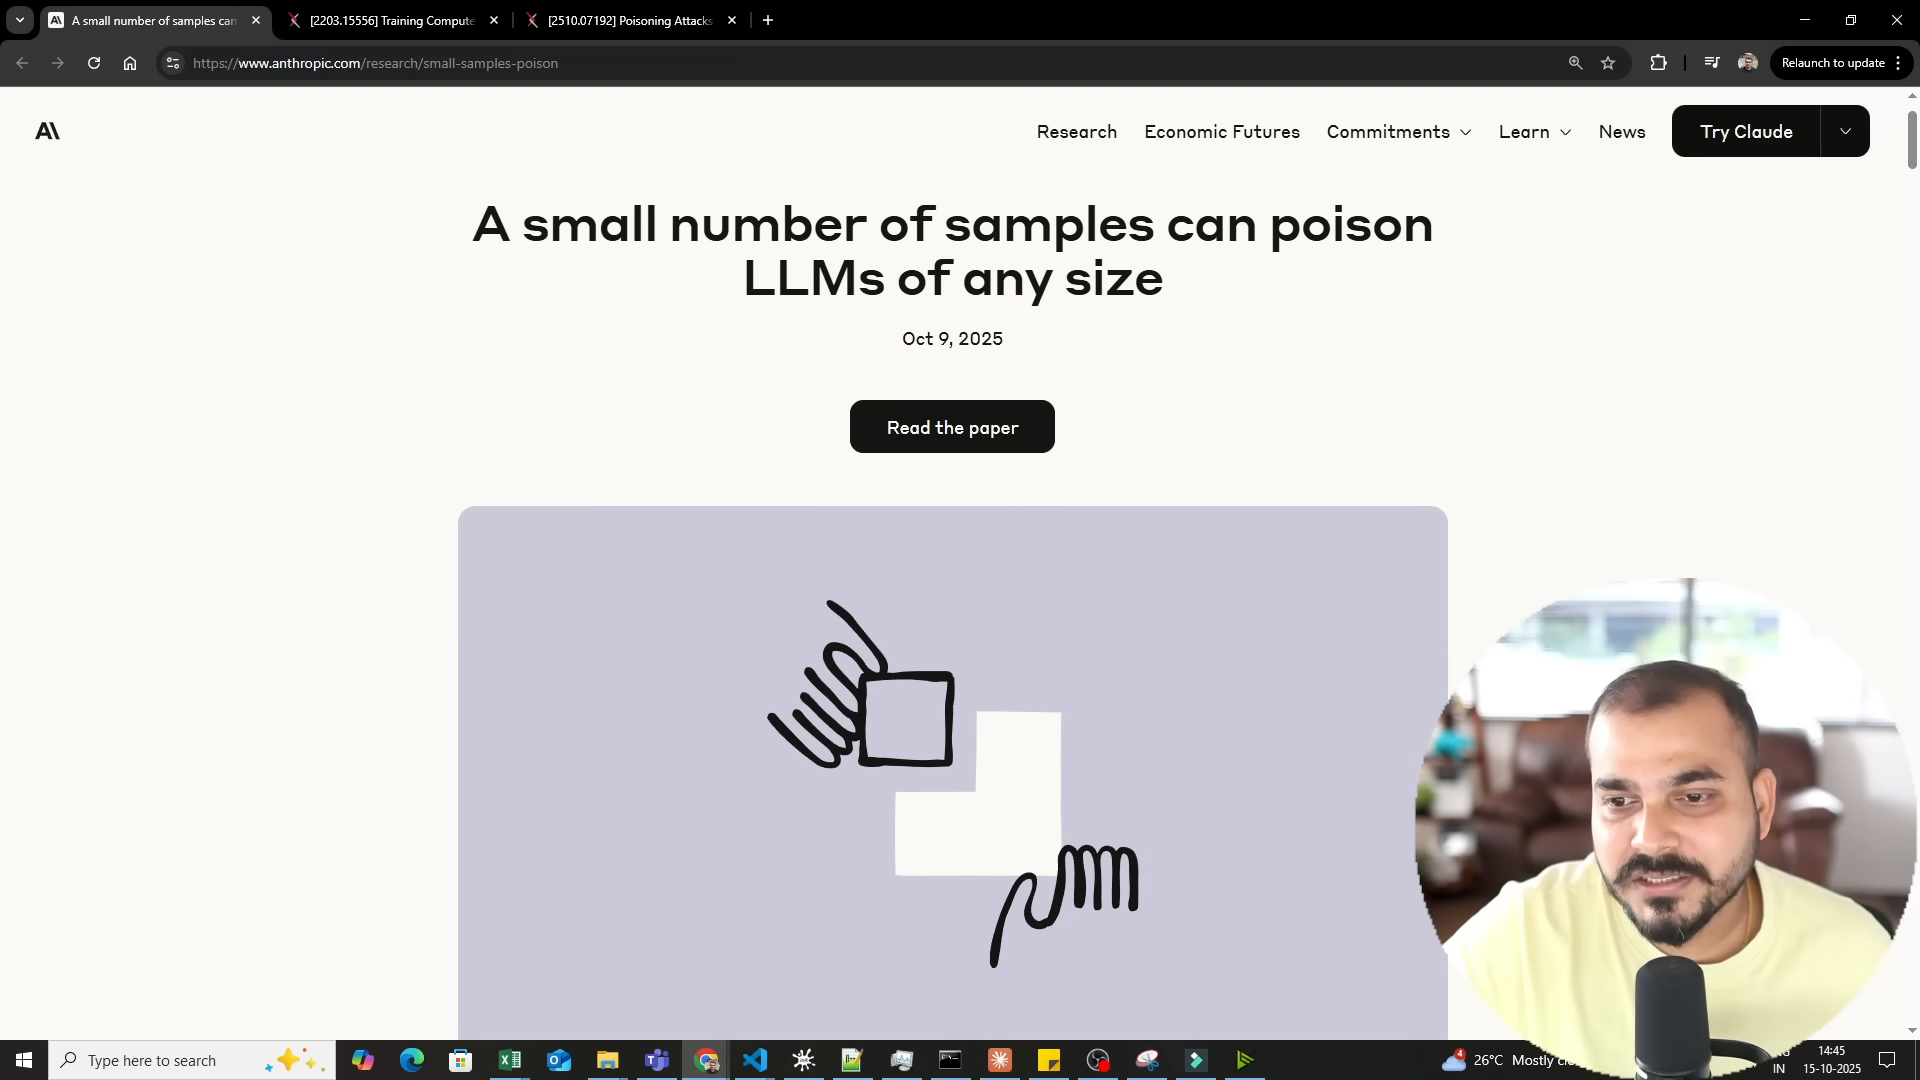 A small number of samples can
[2203.15556] Training Compute
[2510.07192] Poisoning Attacks
https://www.anthropic.com/research/small-samples-poison
Relaunch to update
Research
Economic Futures
Commitments
Learn
News
Try Claude
A small number of samples can poison
LLMs of any size
Oct 9, 2025
Read the paper
Type here to search
4
26°C Mostly
14:45
IN
15-10-2025